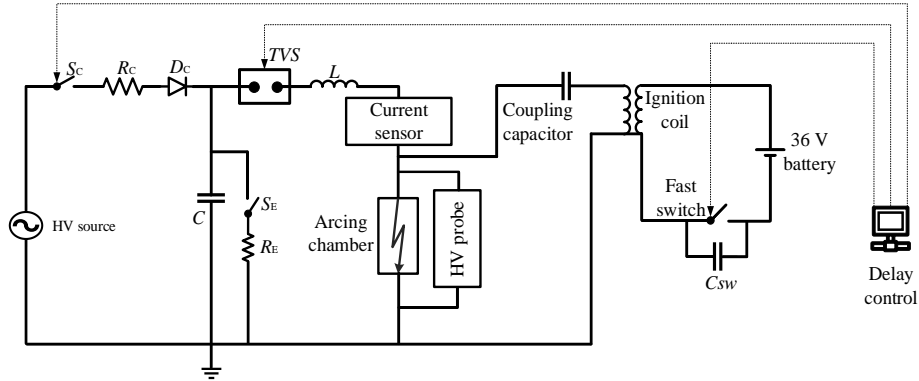 TVS
SC
RC
DC
L
Current
sensor
Coupling
capacitor
Ignition
coil
36 V
battery
Fast
switch
HV source
C
SE
RE
Arcing
chamber
HV probe
Csw
Delay
control